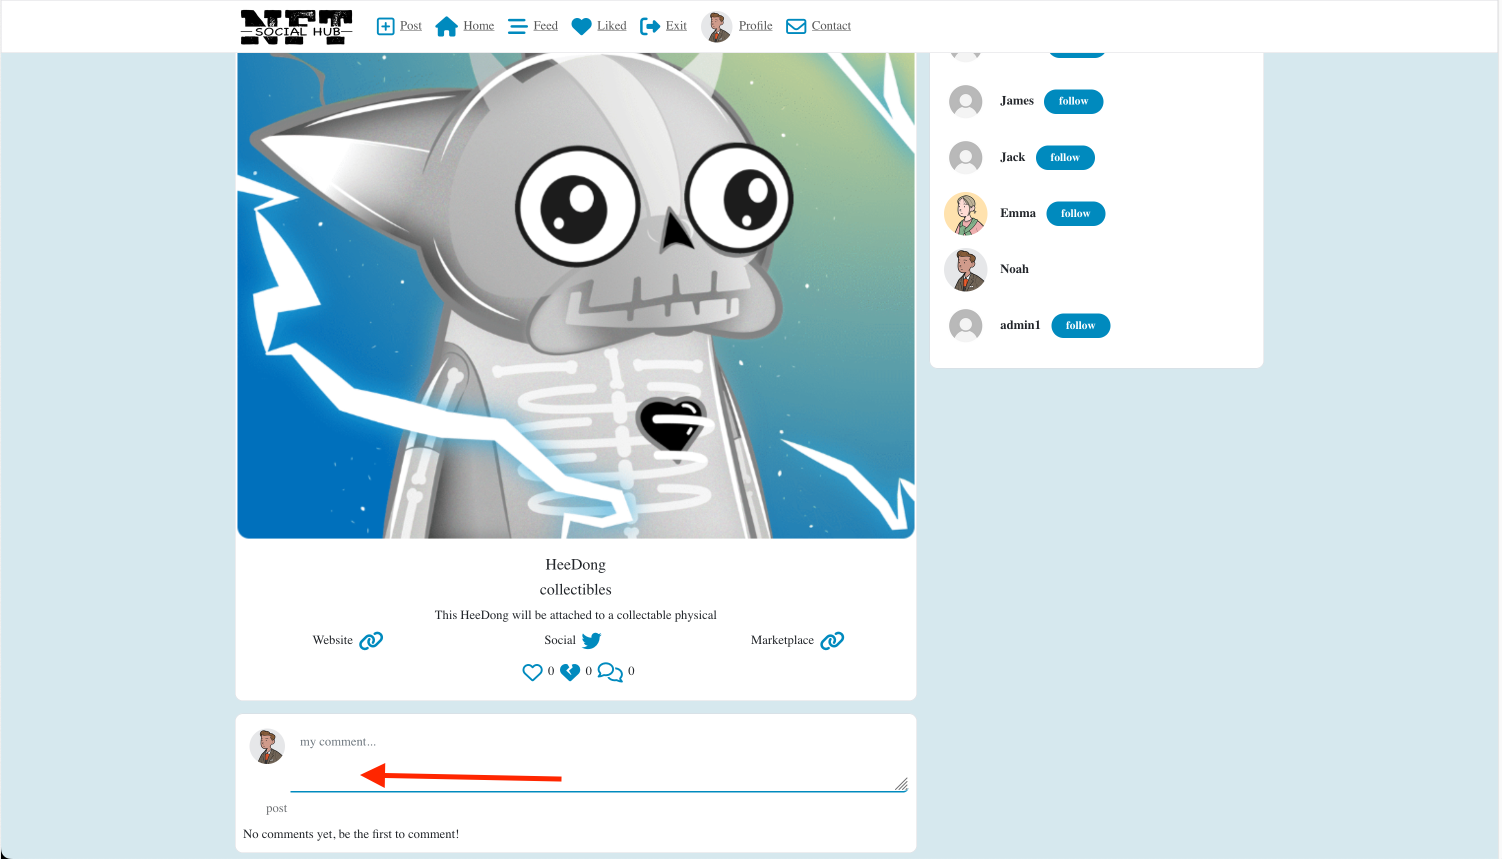 NFT
SOCIAL HUB
Post
Home
Feed
Liked
Exit
Profile
Contact
James
follow
Jack
follow
Emma
follow
Noah
admin1
follow
HeeDong
collectibles
This HeeDong will be attached to a collectable physical
Website
Social
Marketplace
0
0
0
my comment...
post
No comments yet, be the first to comment!